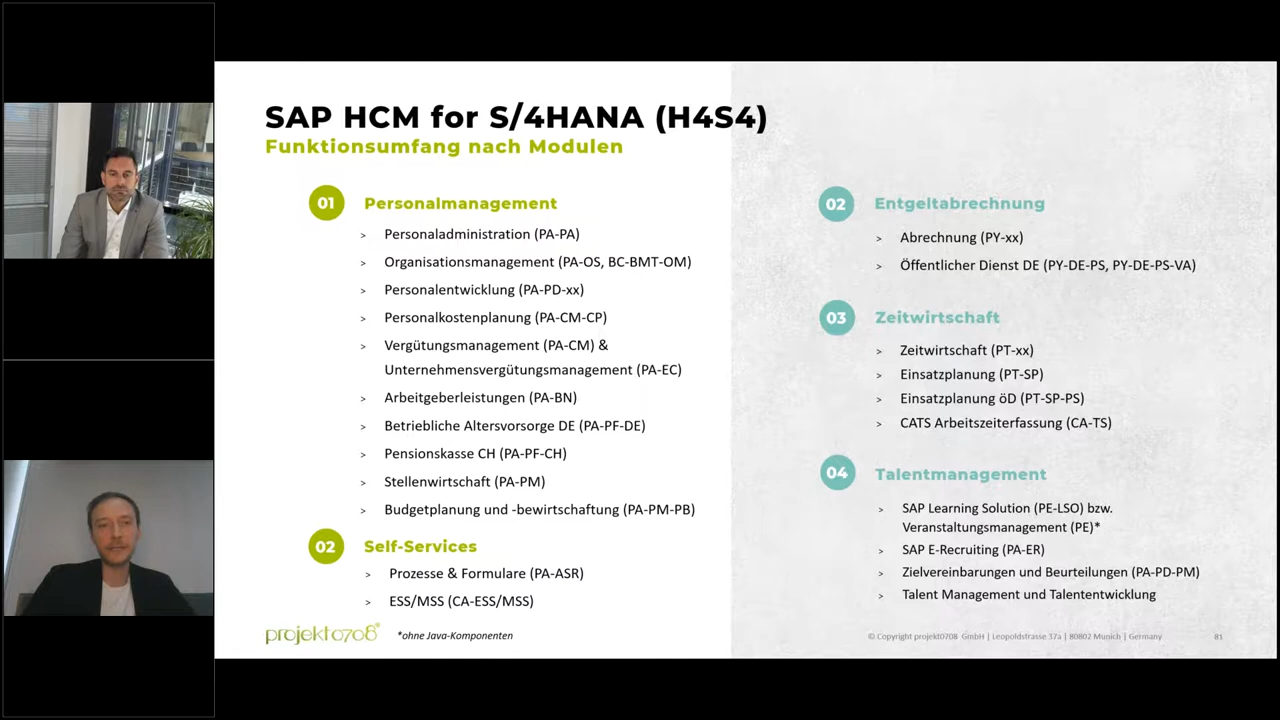 SAP HCM for S/4HANA (H4S4)
Funktionsumfang nach Modulen
01 Personalmanagement
> Personaladministration (PA-PA)
> Organisationsmanagement (PA-OS, BC-BMT-OM)
> Personalentwicklung (PA-PD-xx)
> Personalkostenplanung (PA-CM-CP)
> Vergütungsmanagement (PA-CM) &
Unternehmensvergütungsmanagement (PA-EC)
> Arbeitgeberleistungen (PA-BN)
> Betriebliche Altersvorsorge DE (PA-PF-DE)
> Pensionskasse CH (PA-PF-CH)
> Stellenwirtschaft (PA-PM)
> Budgetplanung und -bewirtschaftung (PA-PM-PB)
02 Self-Services
> Prozesse & Formulare (PA-ASR)
> ESS/MSS (CA-ESS/MSS)
02 Entgeltabrechnung
> Abrechnung (PY-xx)
> Öffentlicher Dienst DE (PY-DE-PS, PY-DE-PS-VA)
03 Zeitwirtschaft
> Zeitwirtschaft (PT-xx)
> Einsatzplanung (PT-SP)
> Einsatzplanung öD (PT-SP-PS)
> CATS Arbeitszeiterfassung (CA-TS)
04 Talentmanagement
> SAP Learning Solution (PE-LSO) bzw.
Veranstaltungsmanagement (PE)*
> SAP E-Recruiting (PA-ER)
> Zielvereinbarungen und Beurteilungen (PA-PD-PM)
> Talent Management und Talententwicklung
projekt0708®
*ohne Java-Komponenten
© Copyright projekt0708 GmbH | Leopoldstrasse 37a | 80802 Munich | Germany
81